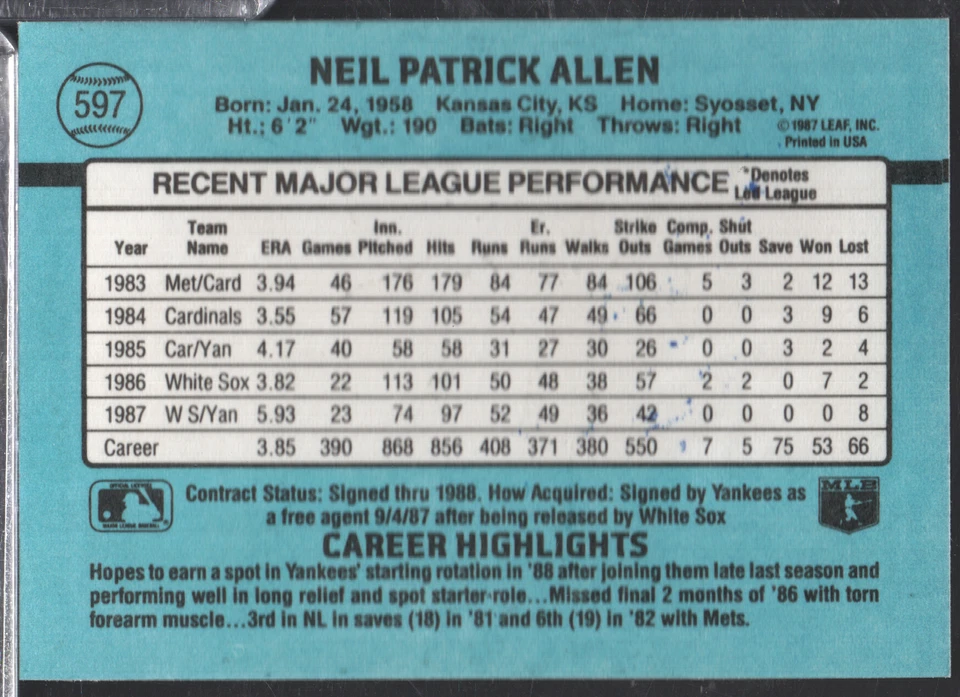 597
NEIL PATRICK ALLEN
Born: Jan. 24, 1958 Kansas City, KS Home: Syosset, NY
Ht.: 6'2" Wgt.: 190 Bats: Right Throws: Right ©1987 LEAF, INC.
Printed in USA
RECENT MAJOR LEAGUE PERFORMANCE *Denotes
Led League
Team Inn. Er. Strike Comp. Shut
Year Name ERA Games Pitched Hits Runs Runs Walks Outs Games Outs Save Won Lost
1983 Met/Card 3.94 46 176 179 84 77 84 106 5 3 2 12 13
1984 Cardinals 3.55 57 119 105 54 47 49 66 0 0 3 9 6
1985 Car/Yan 4.17 40 58 58 31 27 30 26 0 0 3 2 4
1986 White Sox 3.82 22 113 101 50 48 38 57 2 2 0 7 2
1987 W S/Yan 5.93 23 74 97 52 49 36 42 0 0 0 0 8
Career 3.85 390 868 856 408 371 380 550 7 5 75 53 66
Contract Status: Signed thru 1988. How Acquired: Signed by Yankees as
a free agent 9/4/87 after being released by White Sox
MLB
CAREER HIGHLIGHTS
Hopes to earn a spot in Yankees' starting rotation in '88 after joining them late last season and
performing well in long relief and spot starter role...Missed final 2 months of '86 with torn
forearm muscle...3rd in NL in saves (18) in '81 and 6th (19) in '82 with Mets.